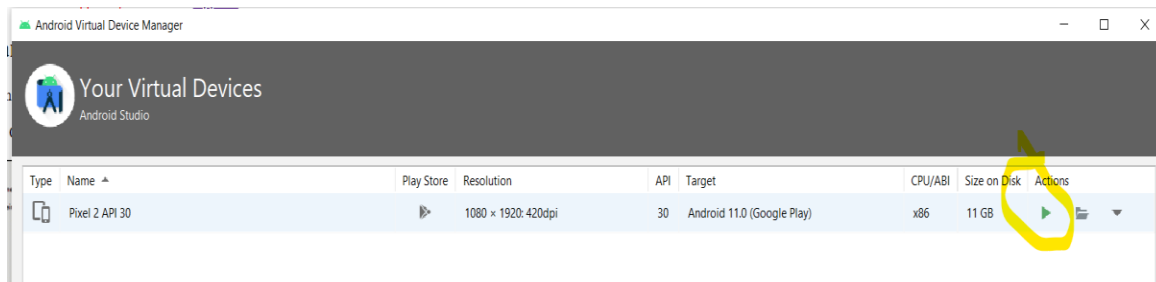 Android Virtual Device Manager
Your Virtual Devices
Android Studio
Type Name Play Store Resolution API Target CPU/ABI Size on Disk Actions
Pixel 2 API 30 1080 × 1920: 420dpi 30 Android 11.0 (Google Play) x86 11 GB